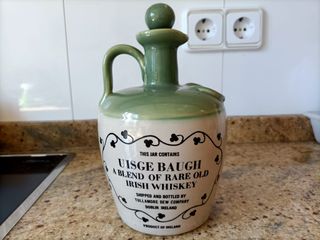 THIS JAR CONTAINS
UISGE BAUGH
A BLEND OF RARE OLD
IRISH WHISKEY
SHIPPED AND BOTTLED BY
TULLAMORE DEW COMPANY
DUBLIN IRELAND
PRODUCT OF IRELAND